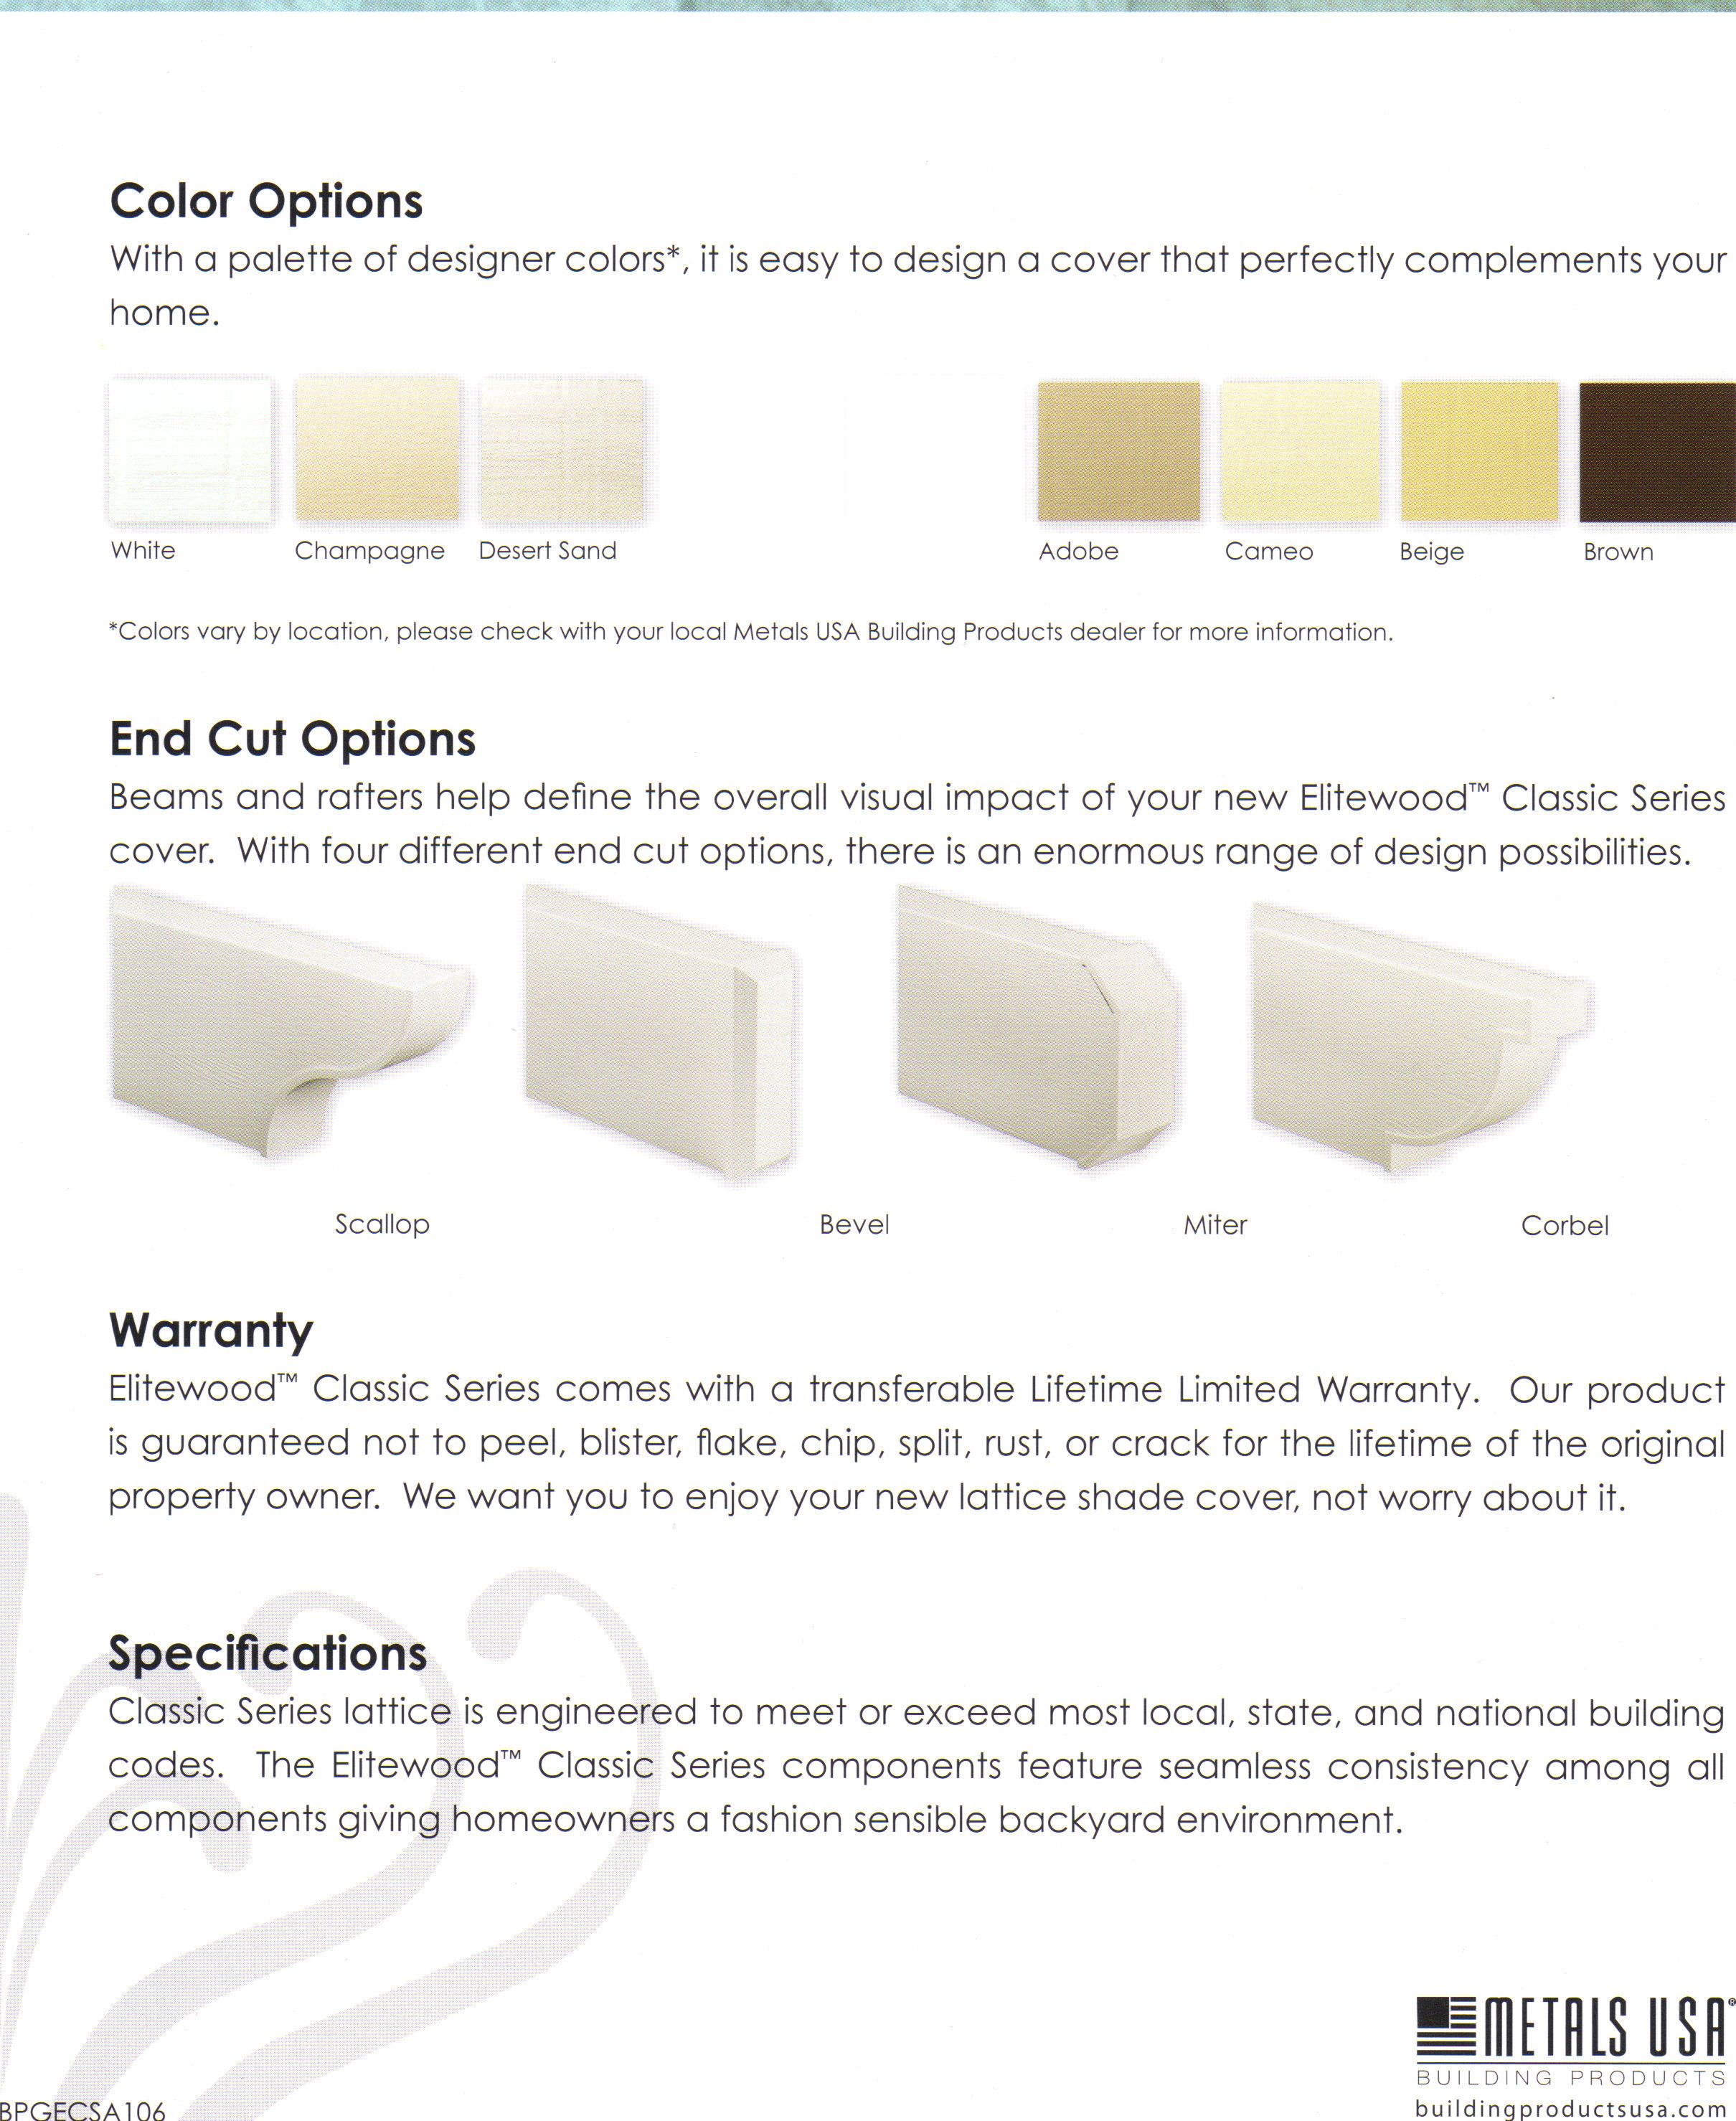 Color Options
With a palette of designer colors*, it is easy to design a cover that perfectly complements your
home.
White Champagne Desert Sand Adobe Cameo Beige Brown
*Colors vary by location, please check with your local Metals USA Building Products dealer for more information.
End Cut Options
Beams and rafters help define the overall visual impact of your new Elitewood™ Classic Series
cover. With four different end cut options, there is an enormous range of design possibilities.
Scallop Bevel Miter Corbel
Warranty
Elitewood™ Classic Series comes with a transferable Lifetime Limited Warranty. Our product
is guaranteed not to peel, blister, flake, chip, split, rust, or crack for the lifetime of the original
property owner. We want you to enjoy your new lattice shade cover, not worry about it.
Specifications
Classic Series lattice is engineered to meet or exceed most local, state, and national building
codes. The Elitewood™ Classic Series components feature seamless consistency among all
components giving homeowners a fashion sensible backyard environment.
METALS USA®
BUILDING PRODUCTS
buildingproductsusa.com
BPGECSA106